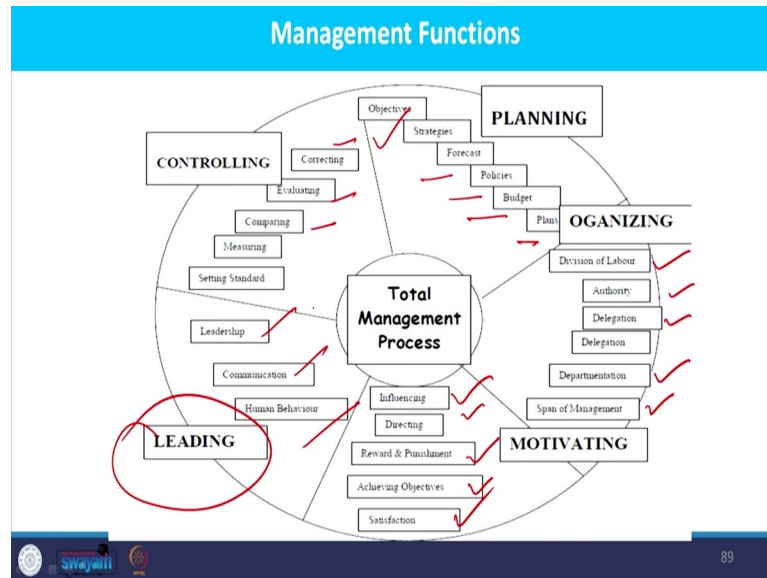 Management Functions
PLANNING
Objectives
Strategies
Forecast
Policies
Budget
Plans
OGANIZING
Division of Labour
Authority
Delegation
Delegation
Departmentation
Span of Management
MOTIVATING
Influencing
Directing
Reward & Punishment
Achieving Objectives
Satisfaction
LEADING
Human Behaviour
Communication
Leadership
CONTROLLING
Correcting
Evaluating
Comparing
Measuring
Setting Standard
Total
Management
Process
swayam
89